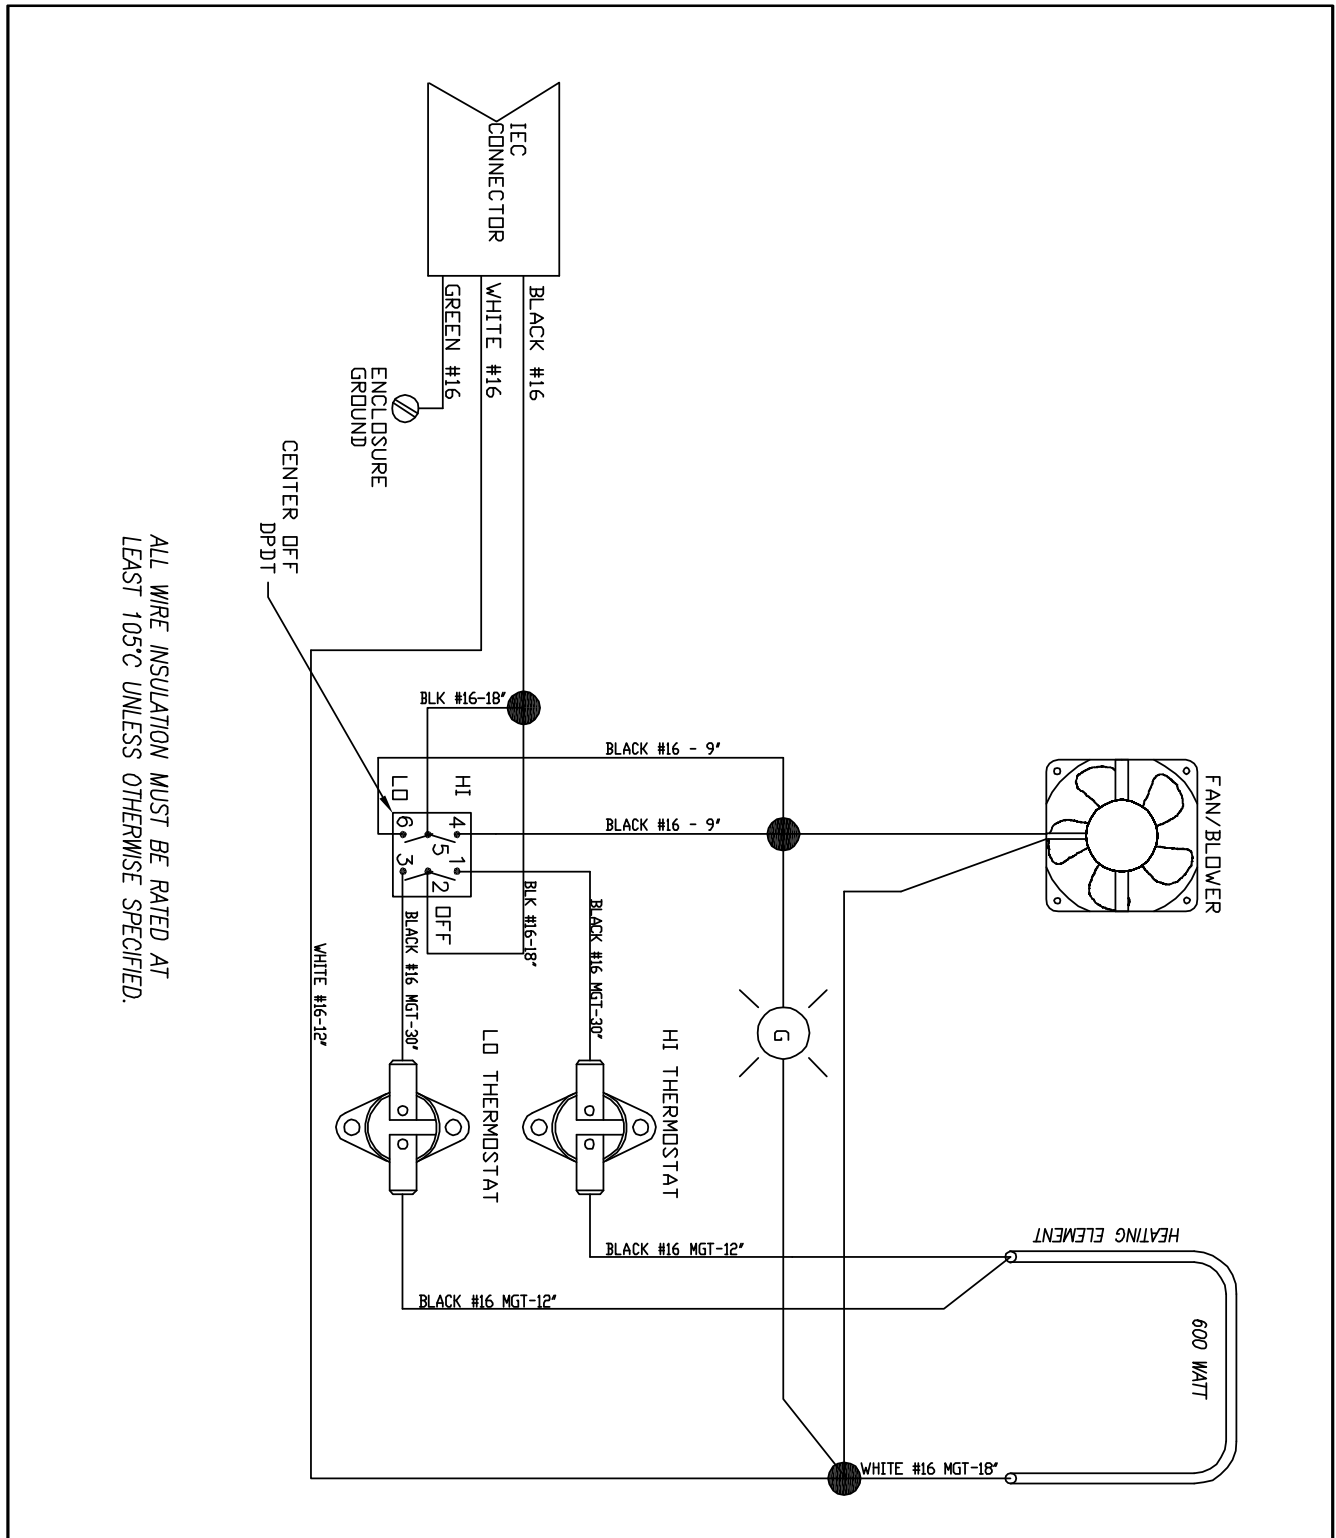 IEC
CONNECTOR
BLACK #16
WHITE #16
GREEN #16
ENCLOSURE
GROUND
CENTER OFF
DPDT
ALL WIRE INSULATION MUST BE RATED AT
LEAST 105°C UNLESS OTHERWISE SPECIFIED.
BLK #16-18"
BLACK #16 - 9"
BLACK #16 - 9"
HI
LO
4
5
6
1
2
3
OFF
BLK #16-18"
BLACK #16 MGT-30"
BLACK #16 MGT-30"
WHITE #16-12"
FAN/BLOWER
G
HI THERMOSTAT
LO THERMOSTAT
BLACK #16 MGT-12"
BLACK #16 MGT-12"
HEATING ELEMENT
600 WATT
WHITE #16 MGT-18"